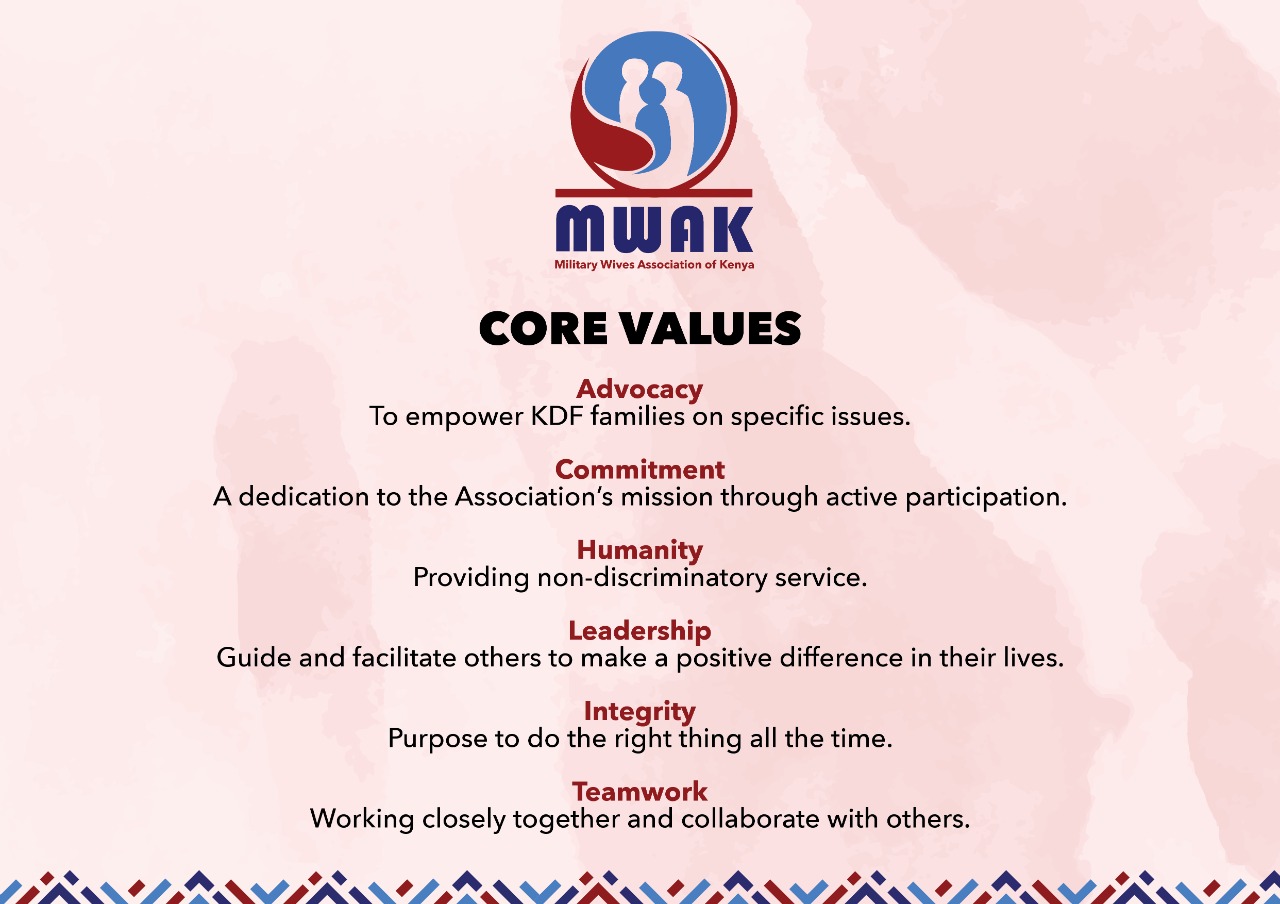 MWAK
Military Wives Association of Kenya
CORE VALUES
Advocacy
To empower KDF families on specific issues.
Commitment
A dedication to the Association’s mission through active participation.
Humanity
Providing non-discriminatory service.
Leadership
Guide and facilitate others to make a positive difference in their lives.
Integrity
Purpose to do the right thing all the time.
Teamwork
Working closely together and collaborate with others.